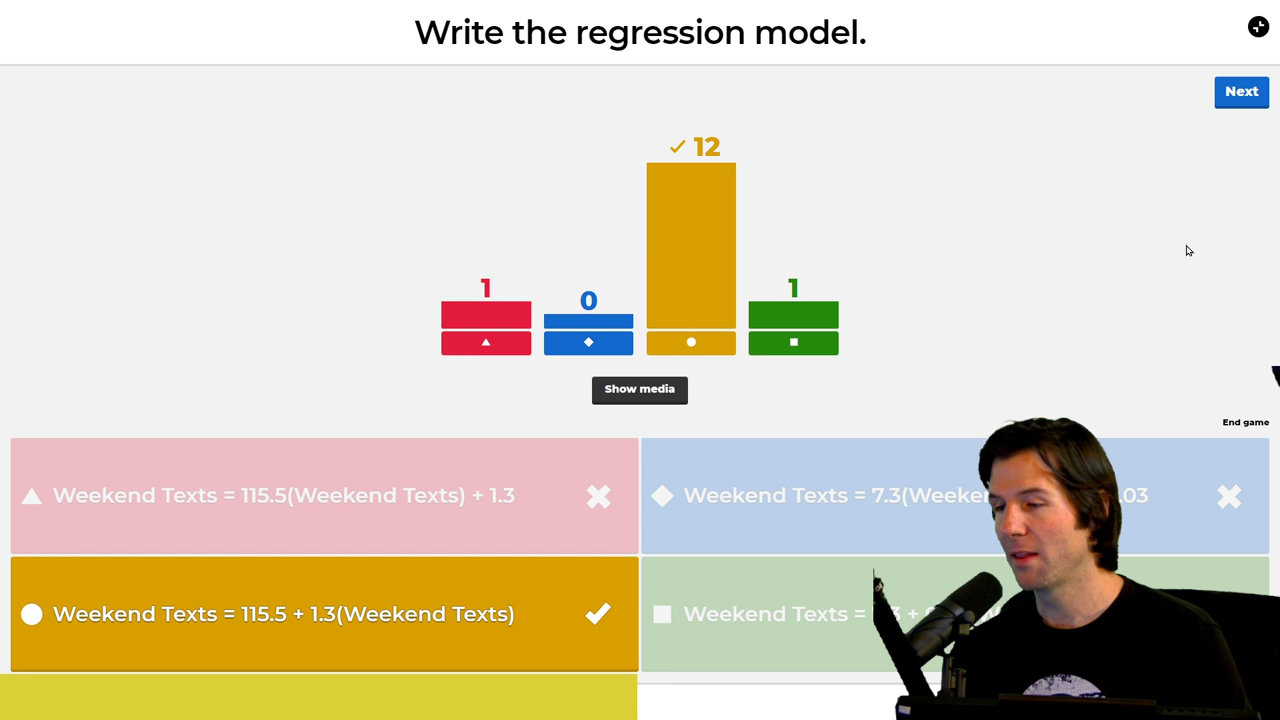 Write the regression model.
Next
12
1
0
1
Show media
End game
Weekend Texts = 115.5(Weekend Texts) + 1.3
Weekend Texts = 7.3( .03
Weekend Texts = 115.5 + 1.3(Weekend Texts)
Weekend Texts = +